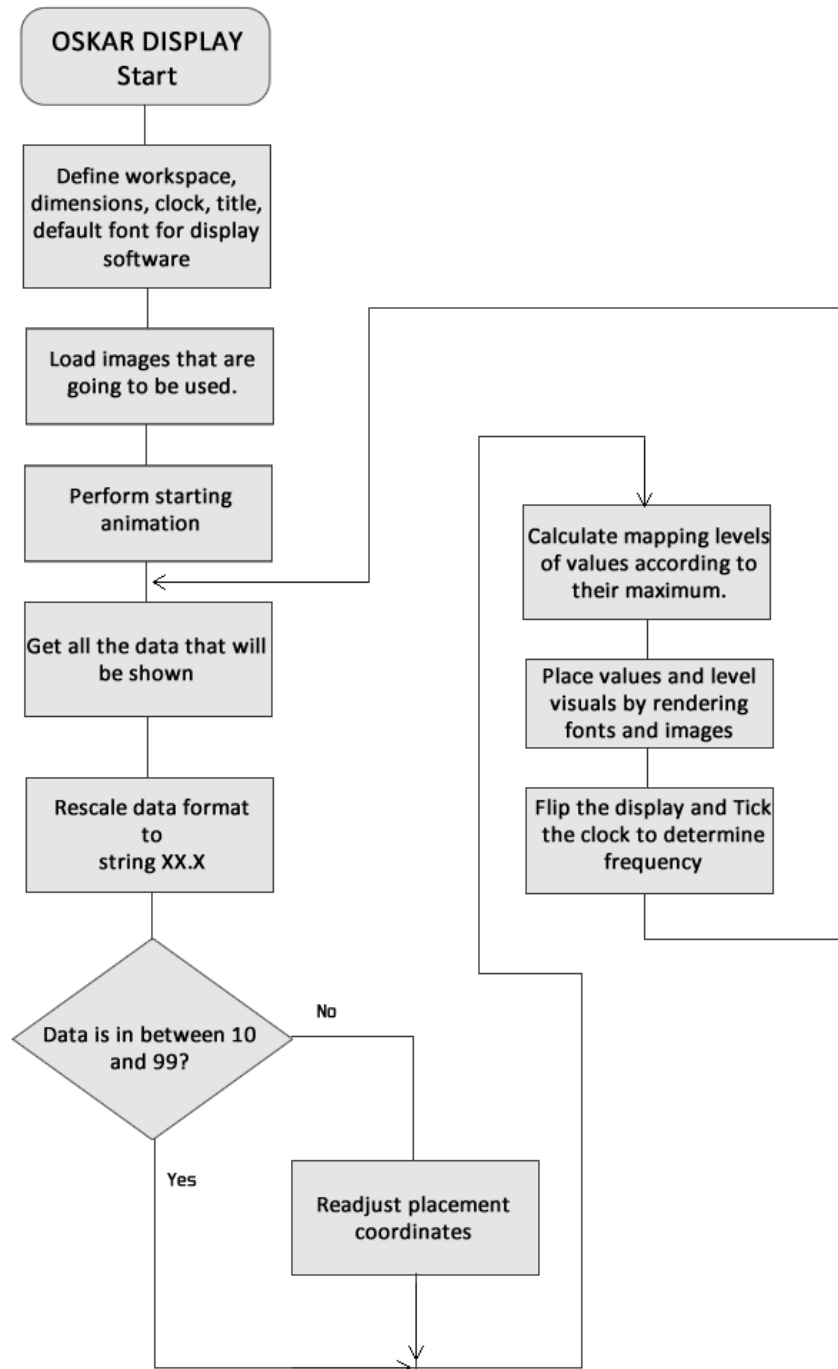 OSKAR DISPLAY
Start
Define workspace,
dimensions, clock, title,
default font for display
software
Load images that are
going to be used.
Perform starting
animation
Get all the data that will
be shown
Rescale data format
to
string XX.X
Data is in between 10
and 99?
No
Yes
Readjust placement
coordinates
Calculate mapping levels
of values according to
their maximum.
Place values and level
visuals by rendering
fonts and images
Flip the display and Tick
the clock to determine
frequency